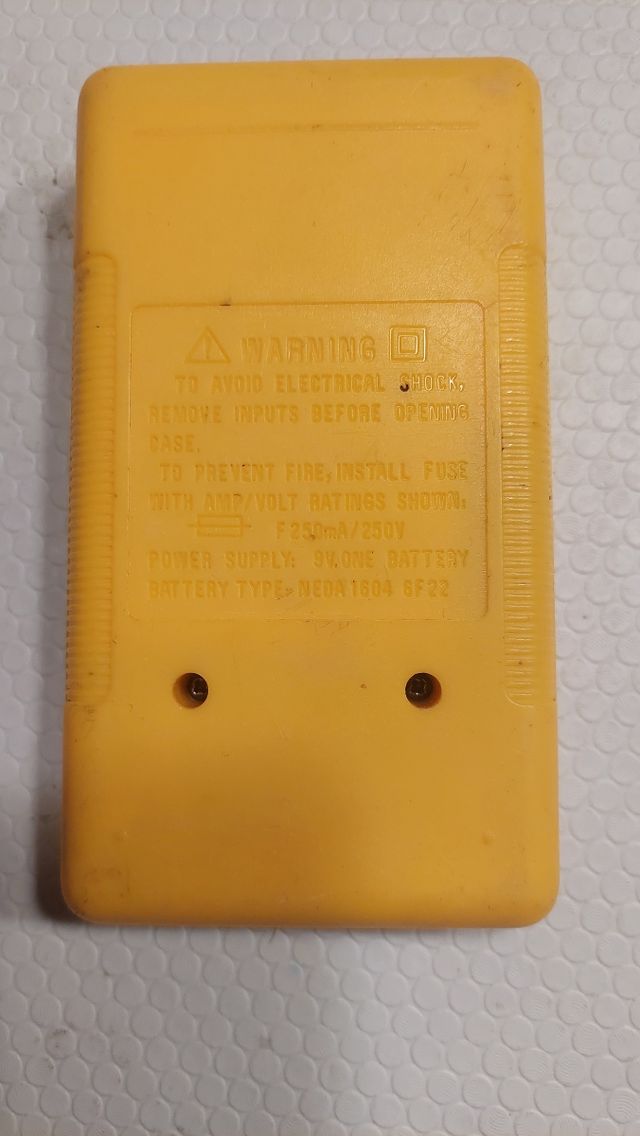 WARNING
TO AVOID ELECTRICAL SHOCK,
REMOVE INPUTS BEFORE OPENING
CASE.
TO PREVENT FIRE, INSTALL FUSE
WITH AMP/VOLT RATINGS SHOWN:
F 250mA/250V
POWER SUPPLY: 9V, ONE BATTERY
BATTERY TYPE: NEDA 1604 6F22